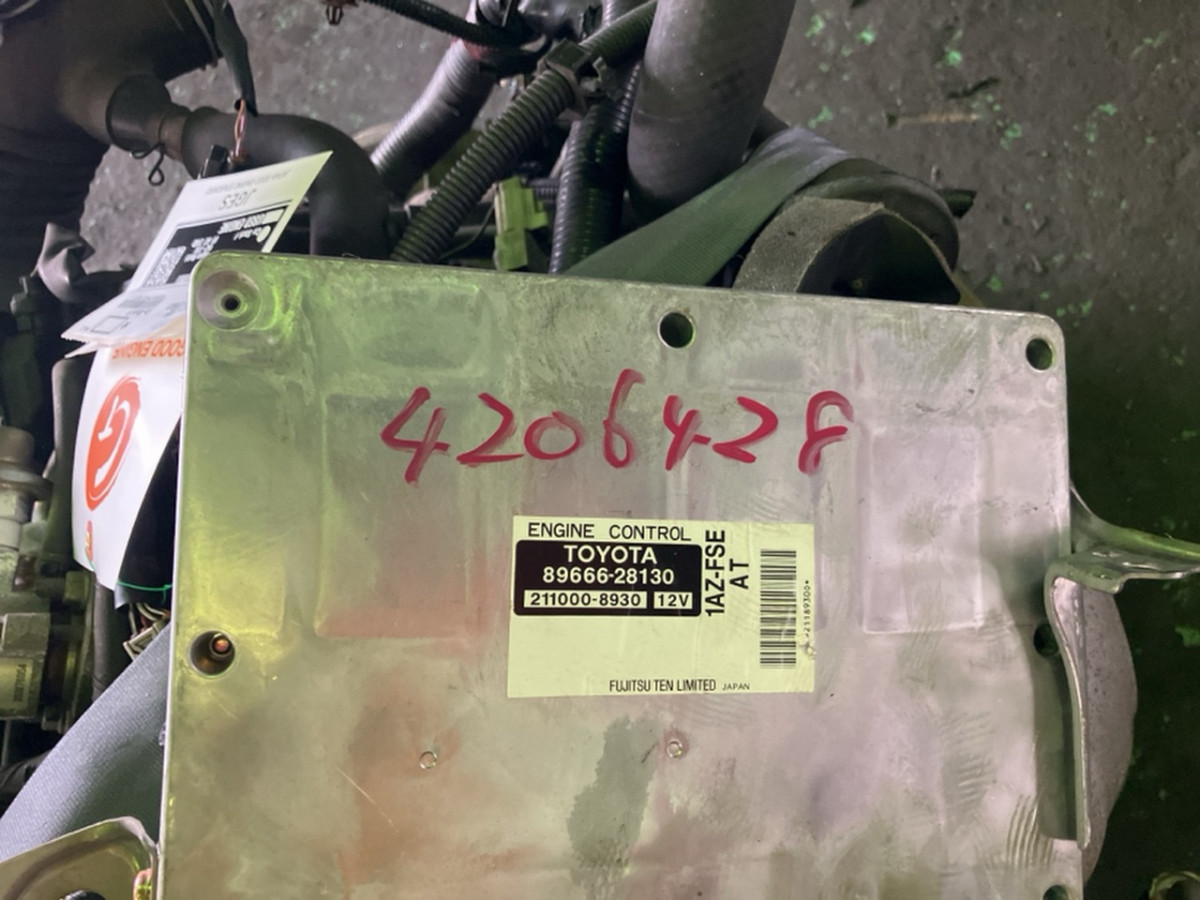 4206428
ENGINE CONTROL
TOYOTA
89666-28130
211000-8930 12V
1AZ-FSE
AT
FUJITSU TEN LIMITED JAPAN